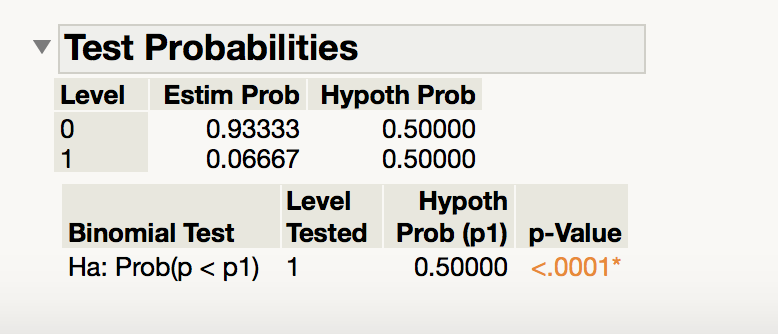 Test Probabilities
Level Estim Prob Hypoth Prob
0 0.93333 0.50000
1 0.06667 0.50000
Level Hypoth
Binomial Test Tested Prob (p1) p-Value
Ha: Prob(p < p1) 1 0.50000 <.0001*